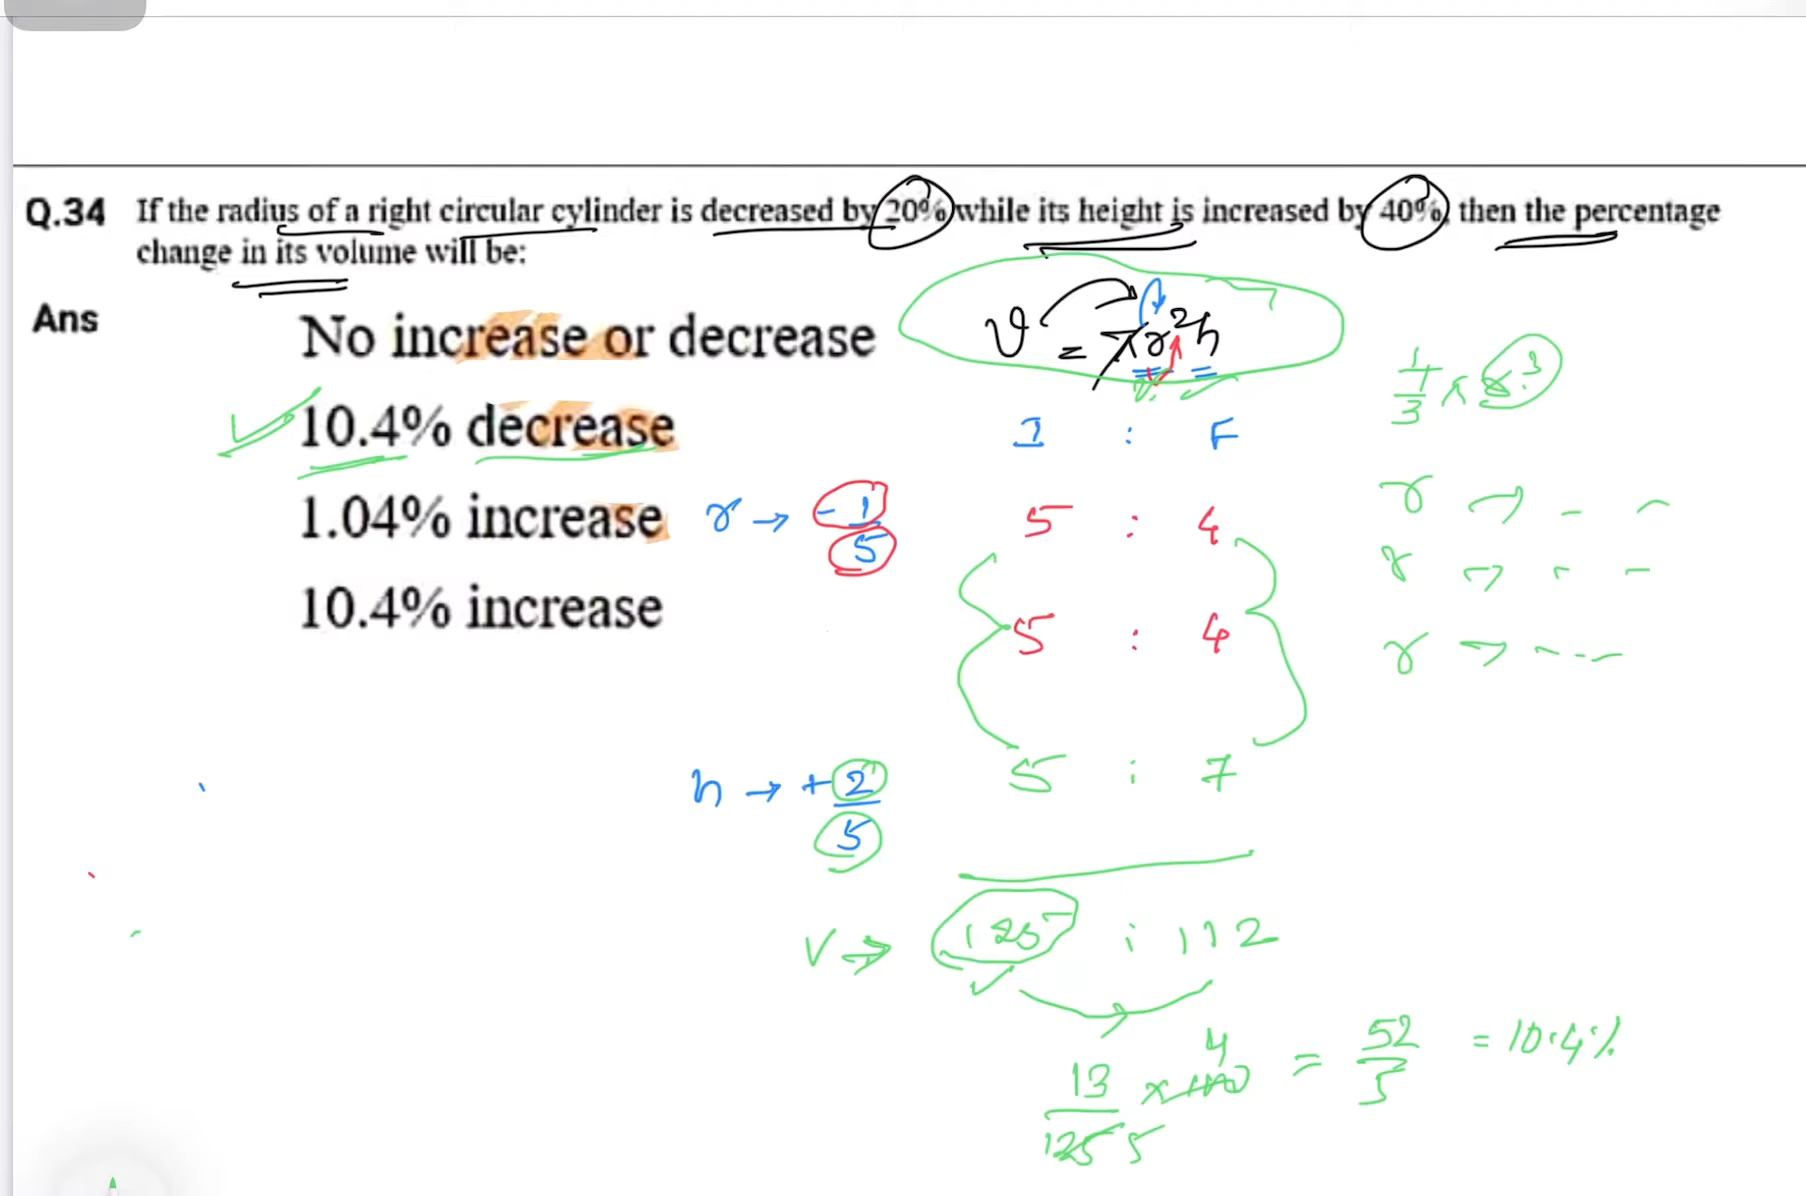 Q.34 If the radius of a right circular cylinder is decreased by 20% while its height is increased by 40%, then the percentage
change in its volume will be:
Ans
No increase or decrease
10.4% decrease
1.04% increase
10.4% increase
v = πr²h
I : F
r → -1/5
5 : 4
5 : 4
h → +2/5
5 : 7
V → 125 : 112
13/125 5 × 100 4 = 52/5 = 10.4%
r →
r →
r →